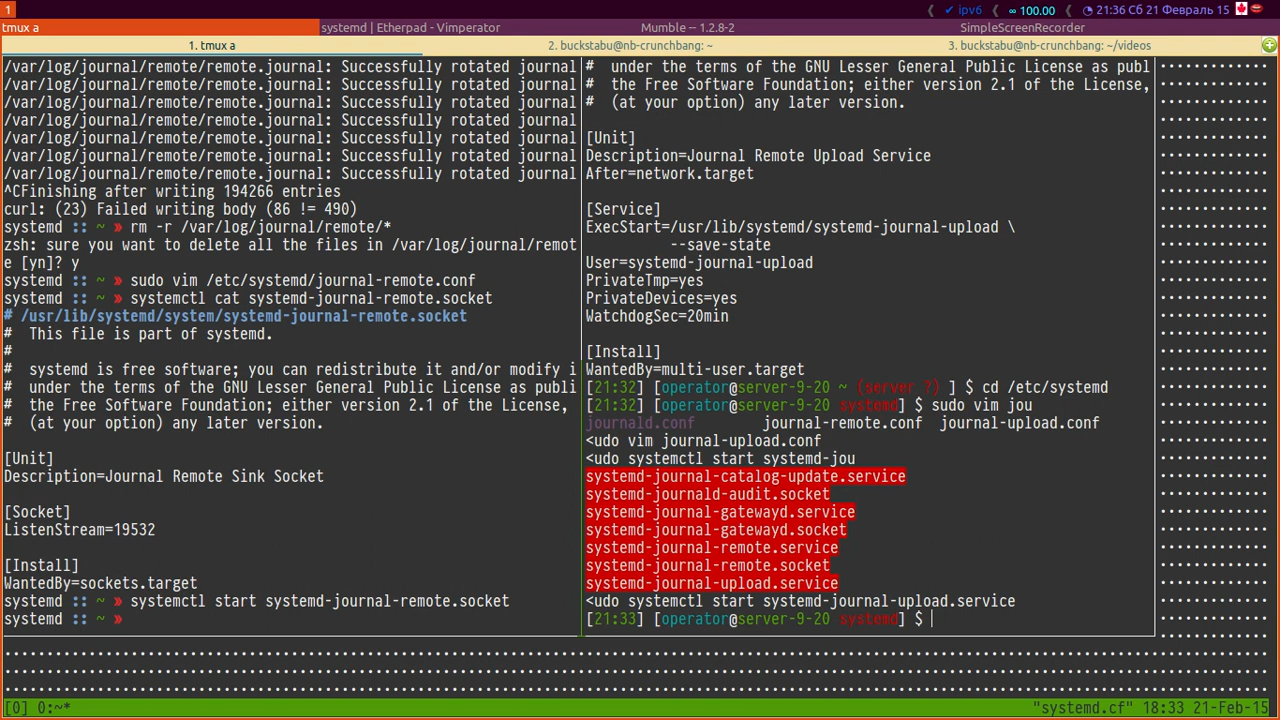 1
✓ ipv6 ∞ 100.00 21:36 Сб 21 Февраль 15
tmux a
systemd | Etherpad - Vimperator
Mumble -- 1.2.8-2
SimpleScreenRecorder
1. tmux a
2. buckstabu@nb-crunchbang: ~
3. buckstabu@nb-crunchbang: ~/videos
/var/log/journal/remote/remote.journal: Successfully rotated journal
/var/log/journal/remote/remote.journal: Successfully rotated journal
/var/log/journal/remote/remote.journal: Successfully rotated journal
/var/log/journal/remote/remote.journal: Successfully rotated journal
/var/log/journal/remote/remote.journal: Successfully rotated journal
/var/log/journal/remote/remote.journal: Successfully rotated journal
/var/log/journal/remote/remote.journal: Successfully rotated journal
^CFinishing after writing 194266 entries
curl: (23) Failed writing body (86 != 490)
systemd :: ~ » rm -r /var/log/journal/remote/*
zsh: sure you want to delete all the files in /var/log/journal/remot
e [yn]? y
systemd :: ~ » sudo vim /etc/systemd/journal-remote.conf
systemd :: ~ » systemctl cat systemd-journal-remote.socket
# /usr/lib/systemd/system/systemd-journal-remote.socket
#  This file is part of systemd.
#
#  systemd is free software; you can redistribute it and/or modify i
#  under the terms of the GNU Lesser General Public License as publi
#  the Free Software Foundation; either version 2.1 of the License,
#  (at your option) any later version.
[Unit]
Description=Journal Remote Sink Socket
[Socket]
ListenStream=19532
[Install]
WantedBy=sockets.target
systemd :: ~ » systemctl start systemd-journal-remote.socket
systemd :: ~ »
#  under the terms of the GNU Lesser General Public License as publ
#  the Free Software Foundation; either version 2.1 of the License,
#  (at your option) any later version.
[Unit]
Description=Journal Remote Upload Service
After=network.target
[Service]
ExecStart=/usr/lib/systemd/systemd-journal-upload \
--save-state
User=systemd-journal-upload
PrivateTmp=yes
PrivateDevices=yes
WatchdogSec=20min
[Install]
WantedBy=multi-user.target
[21:32] [operator@server-9-20 ~ (server ?) ] $ cd /etc/systemd
[21:32] [operator@server-9-20 systemd] $ sudo vim jou
journald.conf journal-remote.conf journal-upload.conf
<udo vim journal-upload.conf
<udo systemctl start systemd-jou
systemd-journal-catalog-update.service
systemd-journald-audit.socket
systemd-journal-gatewayd.service
systemd-journal-gatewayd.socket
systemd-journal-remote.service
systemd-journal-remote.socket
systemd-journal-upload.service
<udo systemctl start systemd-journal-upload.service
[21:33] [operator@server-9-20 systemd] $
[0] 0:~* "systemd.cf" 18:33 21-Feb-15